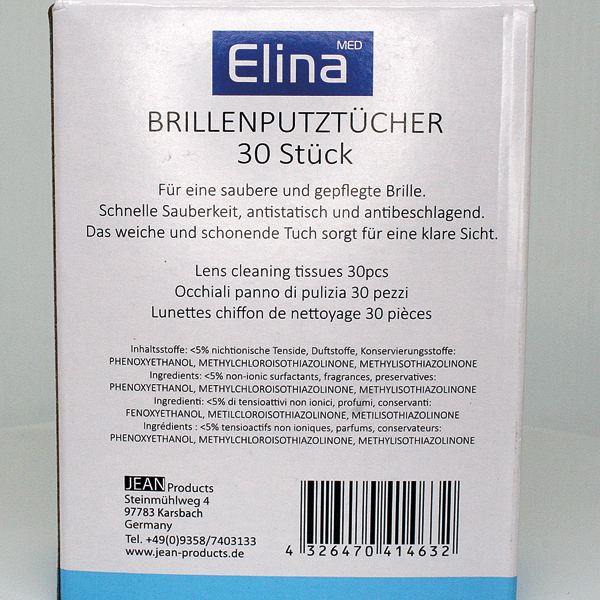 Elina MED
BRILLENPUTZTÜCHER
30 Stück
Für eine saubere und gepflegte Brille.
Schnelle Sauberkeit, antistatisch und antibeschlagend.
Das weiche und schonende Tuch sorgt für eine klare Sicht.
Lens cleaning tissues 30pcs
Occhiali panno di pulizia 30 pezzi
Lunettes chiffon de nettoyage 30 pièces
Inhaltsstoffe: <5% nichtionische Tenside, Duftstoffe, Konservierungsstoffe:
PHENOXYETHANOL, METHYLCHLOROISOTHIAZOLINONE, METHYLISOTHIAZOLINONE
Ingredients: <5% non-ionic surfactants, fragrances, preservatives:
PHENOXYETHANOL, METHYLCHLOROISOTHIAZOLINONE, METHYLISOTHIAZOLINONE
Ingredienti: <5% di tensioattivi non ionici, profumi, conservanti:
FENOXYETHANOL, METILCLOROISOTHIAZOLINONE, METILISOTHIAZOLINONE
Ingrédients : <5% tensioactifs non ioniques, parfums, conservateurs:
PHENOXYETHANOL, METHYLCHLOROISOTHIAZOLINONE, METHYLISOTHIAZOLINONE
JEAN Products
Steinmühlweg 4
97783 Karsbach
Germany
Tel. +49(0)9358/7403133
www.jean-products.de
4 326470 414632